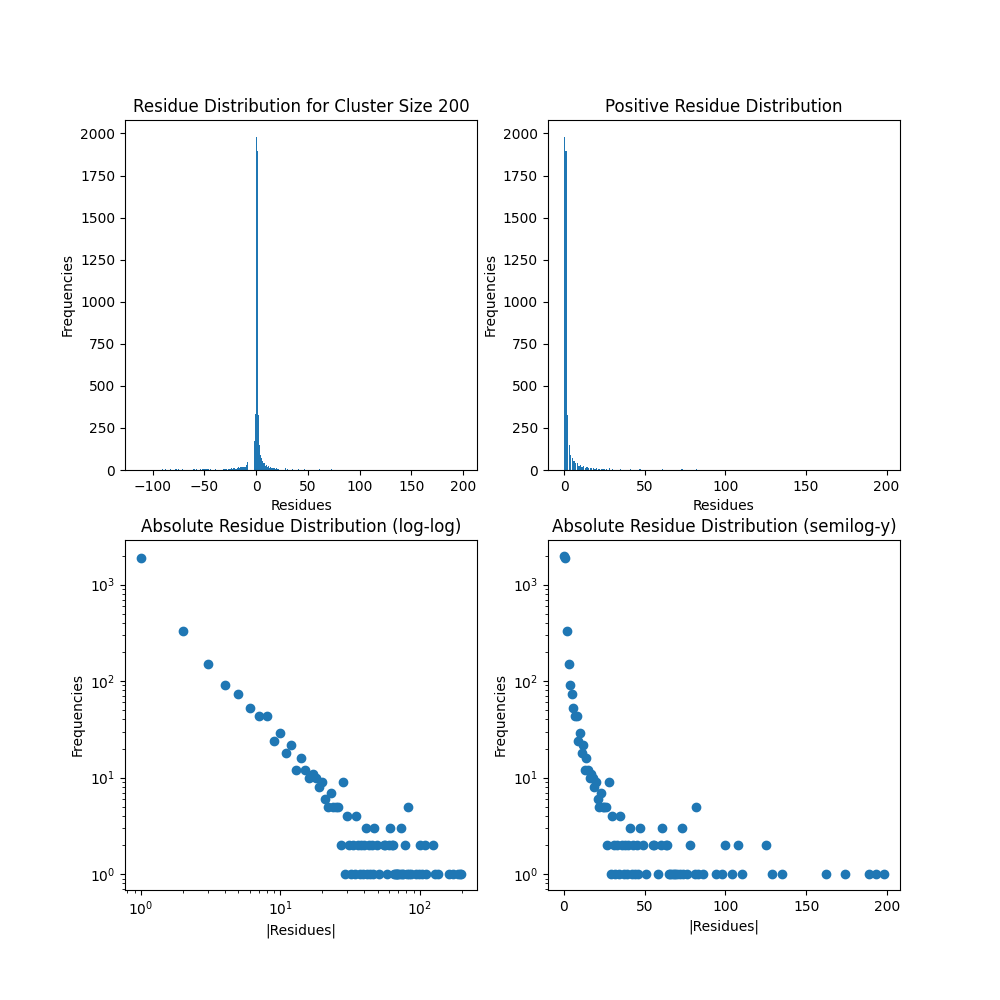 Residue Distribution for Cluster Size 200
2000
1750
1500
1250
1000
750
500
250
0
Frequencies
−100 −50 0 50 100 150 200
Residues
Positive Residue Distribution
2000
1750
1500
1250
1000
750
500
250
0
Frequencies
0 50 100 150 200
Residues
Absolute Residue Distribution (log-log)
10³
10²
10¹
10⁰
Frequencies
10⁰ 10¹ 10²
|Residues|
Absolute Residue Distribution (semilog-y)
10³
10²
10¹
10⁰
Frequencies
0 50 100 150 200
|Residues|